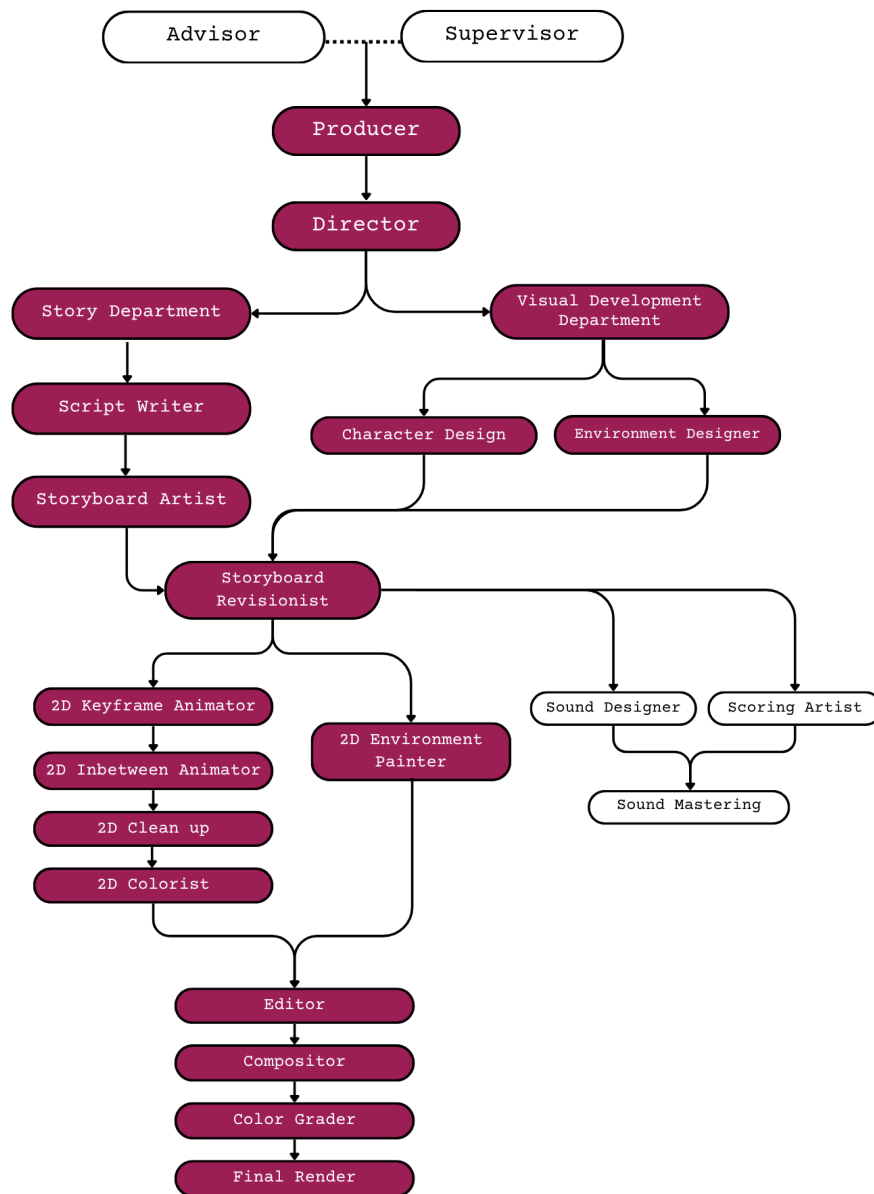 Advisor
Supervisor
Producer
Director
Story Department
Visual Development
Department
Script Writer
Character Design
Environment Designer
Storyboard Artist
Storyboard
Revisionist
2D Keyframe Animator
2D Environment
Painter
Sound Designer
Scoring Artist
2D Inbetween Animator
Sound Mastering
2D Clean up
2D Colorist
Editor
Compositor
Color Grader
Final Render